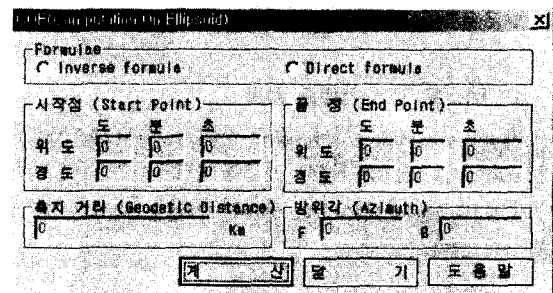 COE(Computation On Ellipsoid)
Formulae
Inverse formula
Direct formula
시작점 (Start Point)
도 분 초
위 도 0 0 0
경 도 0 0 0
끝 점 (End Point)
도 분 초
위 도 0 0 0
경 도 0 0 0
측지 거리 (Geodetic Distance)
0 Km
방위각 (Azimuth)
F 0 B 0
계 산
닫 기
도 움 말